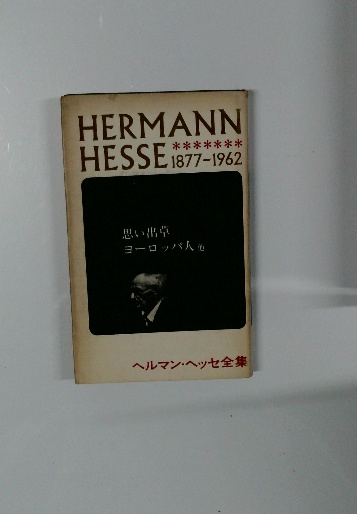 HERMANN
HESSE *******
1877-1962
思い出草
ヨーロッパ人 他
ヘルマン・ヘッセ全集